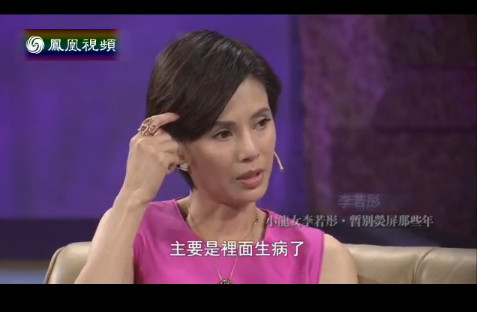 鳳凰視頻
李若彤
小龍女李若彤·暫別熒屏那些年
主要是裡面生病了